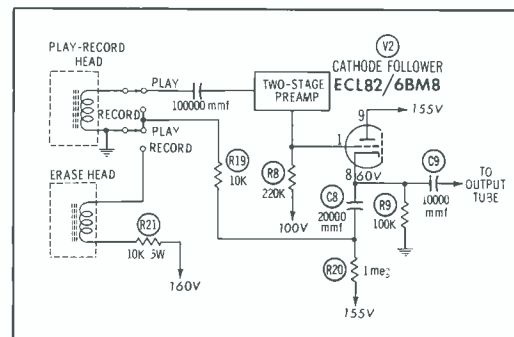 PLAY-RECORD
HEAD
PLAY
100000 mmf
RECORD
PLAY
RECORD
ERASE HEAD
R21
10K 5W
160V
R19
10K
TWO-STAGE
PREAMP
R8
220K
100V
V2
CATHODE FOLLOWER
ECL82/6BM8
9
155V
1
8
60V
C8
20000
mmf
R9
100K
C9
10000
mmf
TO
OUTPUT
TUBE
R20
1 meg
155V